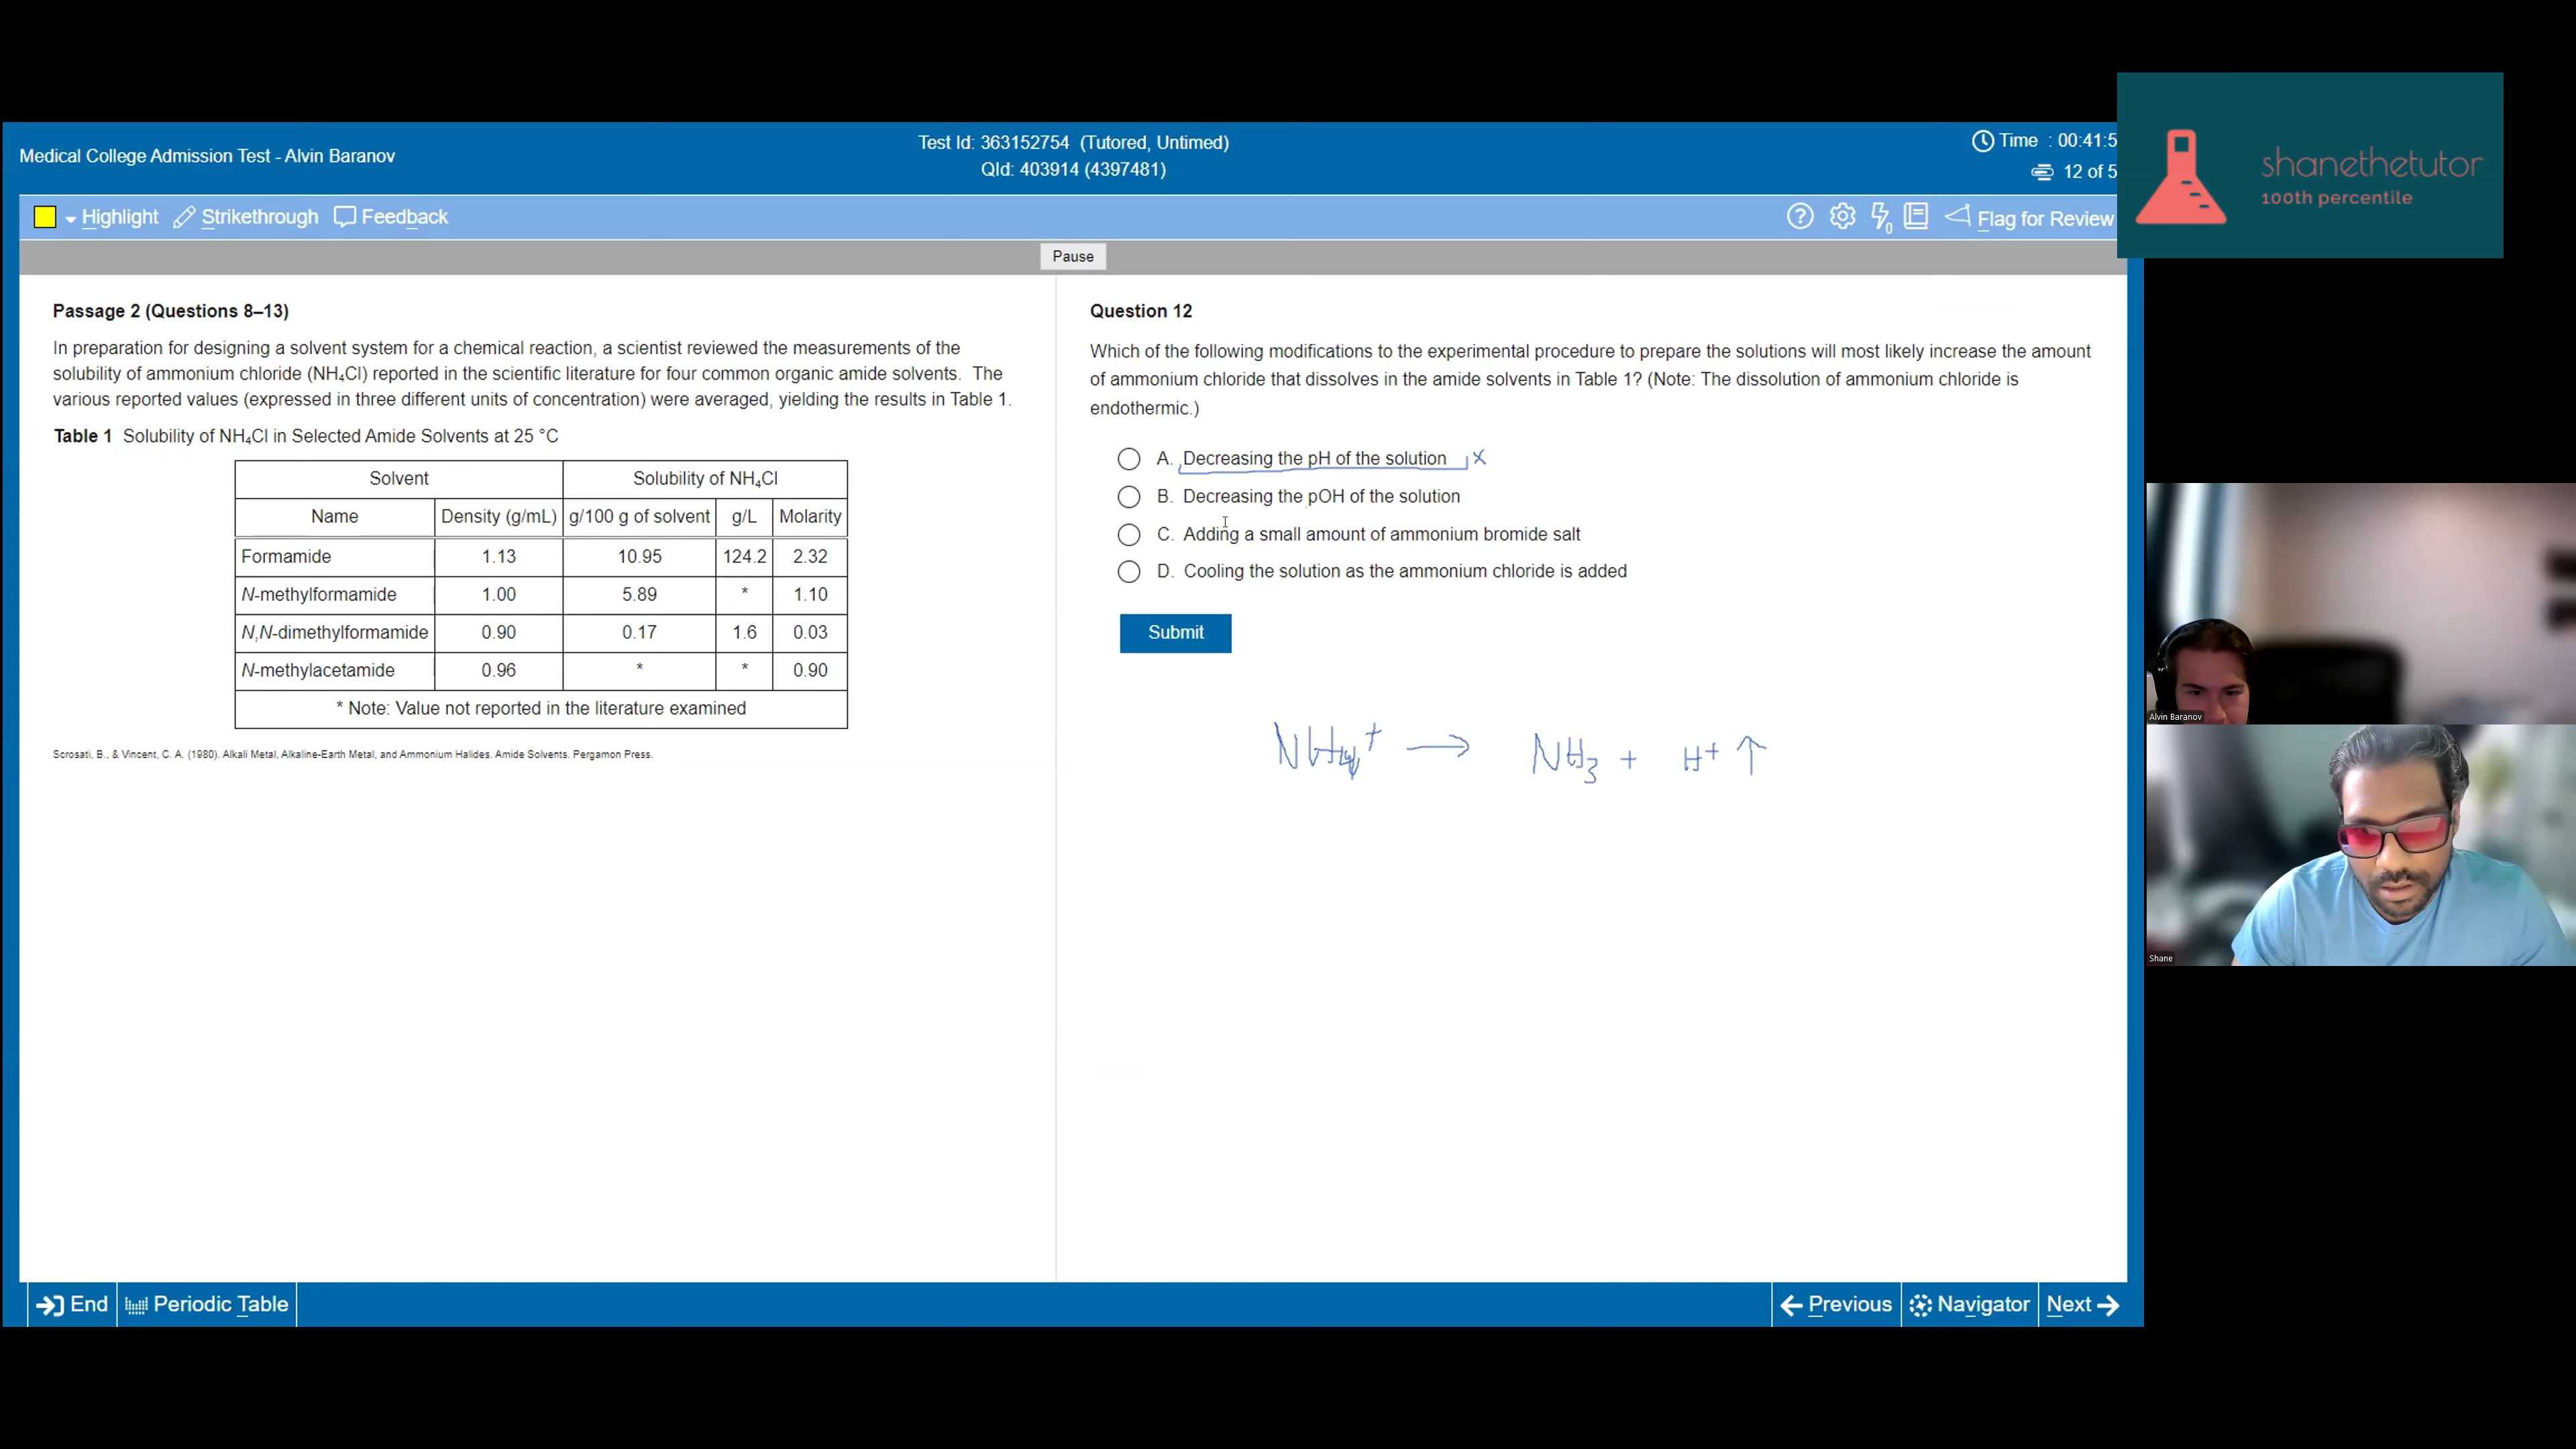 Medical College Admission Test - Alvin Baranov
Test Id: 363152754 (Tutored, Untimed)
QId: 403914 (4397481)
Time : 00:41:5
12 of 5
shanethetutor
100th percentile
Highlight
Strikethrough
Feedback
Flag for Review
Pause
Passage 2 (Questions 8–13)
In preparation for designing a solvent system for a chemical reaction, a scientist reviewed the measurements of the
solubility of ammonium chloride (NH₄Cl) reported in the scientific literature for four common organic amide solvents. The
various reported values (expressed in three different units of concentration) were averaged, yielding the results in Table 1.
Table 1 Solubility of NH₄Cl in Selected Amide Solvents at 25 °C
Solvent Solubility of NH₄Cl
Name Density (g/mL) g/100 g of solvent g/L Molarity
Formamide 1.13 10.95 124.2 2.32
N-methylformamide 1.00 5.89 * 1.10
N,N-dimethylformamide 0.90 0.17 1.6 0.03
N-methylacetamide 0.96 * * 0.90
* Note: Value not reported in the literature examined
Scrosati, B., & Vincent, C. A. (1980). Alkali Metal, Alkaline-Earth Metal, and Ammonium Halides. Amide Solvents. Pergamon Press.
Question 12
Which of the following modifications to the experimental procedure to prepare the solutions will most likely increase the amount
of ammonium chloride that dissolves in the amide solvents in Table 1? (Note: The dissolution of ammonium chloride is
endothermic.)
A. Decreasing the pH of the solution x
B. Decreasing the pOH of the solution
C. Adding a small amount of ammonium bromide salt
D. Cooling the solution as the ammonium chloride is added
Submit
NH₄⁺ → NH₃ + H⁺ ↑
Alvin Baranov
Shane
End
Periodic Table
Previous
Navigator
Next